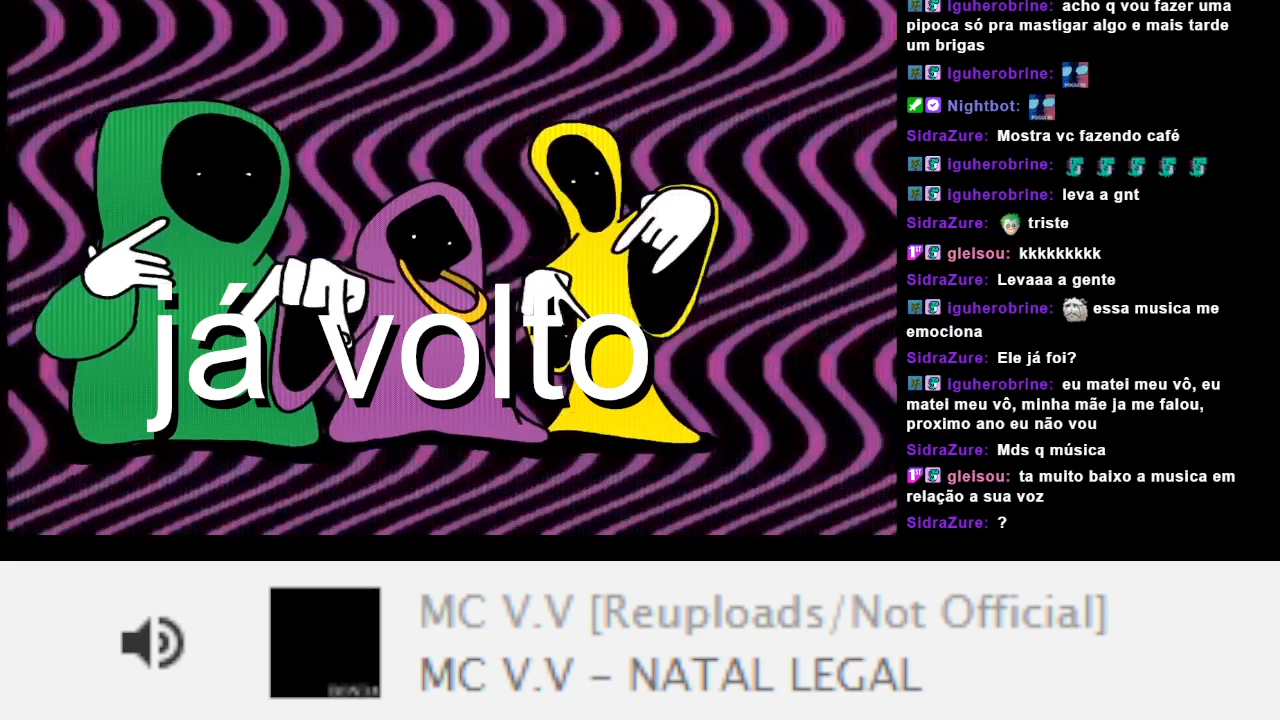 já volto
Iguherobrine: acho q vou fazer uma
pipoca só pra mastigar algo e mais tarde
um brigas
Iguherobrine:
Nightbot:
SidraZure: Mostra vc fazendo café
Iguherobrine:
Iguherobrine: leva a gnt
SidraZure: triste
gleisou: kkkkkkkkk
SidraZure: Levaaa a gente
Iguherobrine: essa musica me
emociona
SidraZure: Ele já foi?
Iguherobrine: eu matei meu vô, eu
matei meu vô, minha mãe ja me falou,
proximo ano eu não vou
SidraZure: Mds q música
gleisou: ta muito baixo a musica em
relação a sua voz
SidraZure: ?
MC V.V [Reuploads/Not Official]
MC V.V - NATAL LEGAL